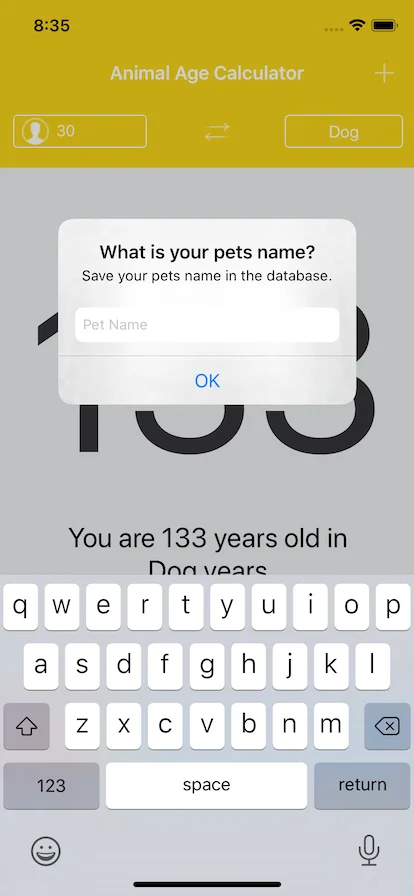 8:35
Animal Age Calculator
30
Dog
What is your pets name?
Save your pets name in the database.
Pet Name
OK
133
You are 133 years old in
Dog years
q w e r t y u i o p
a s d f g h j k l
z x c v b n m
123 space return